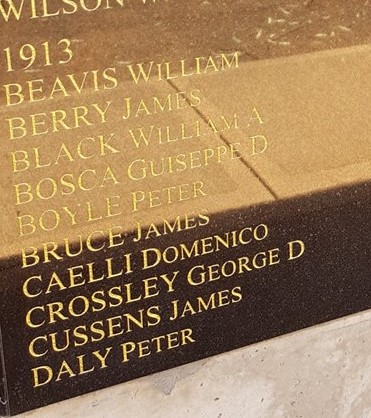 WILSON W
1913
BEAVIS WILLIAM
BERRY JAMES
BLACK WILLIAM A
BOSCA GUISEPPE D
BOYLE PETER
BRUCE JAMES
CAELLI DOMENICO
CROSSLEY GEORGE D
CUSSENS JAMES
DALY PETER